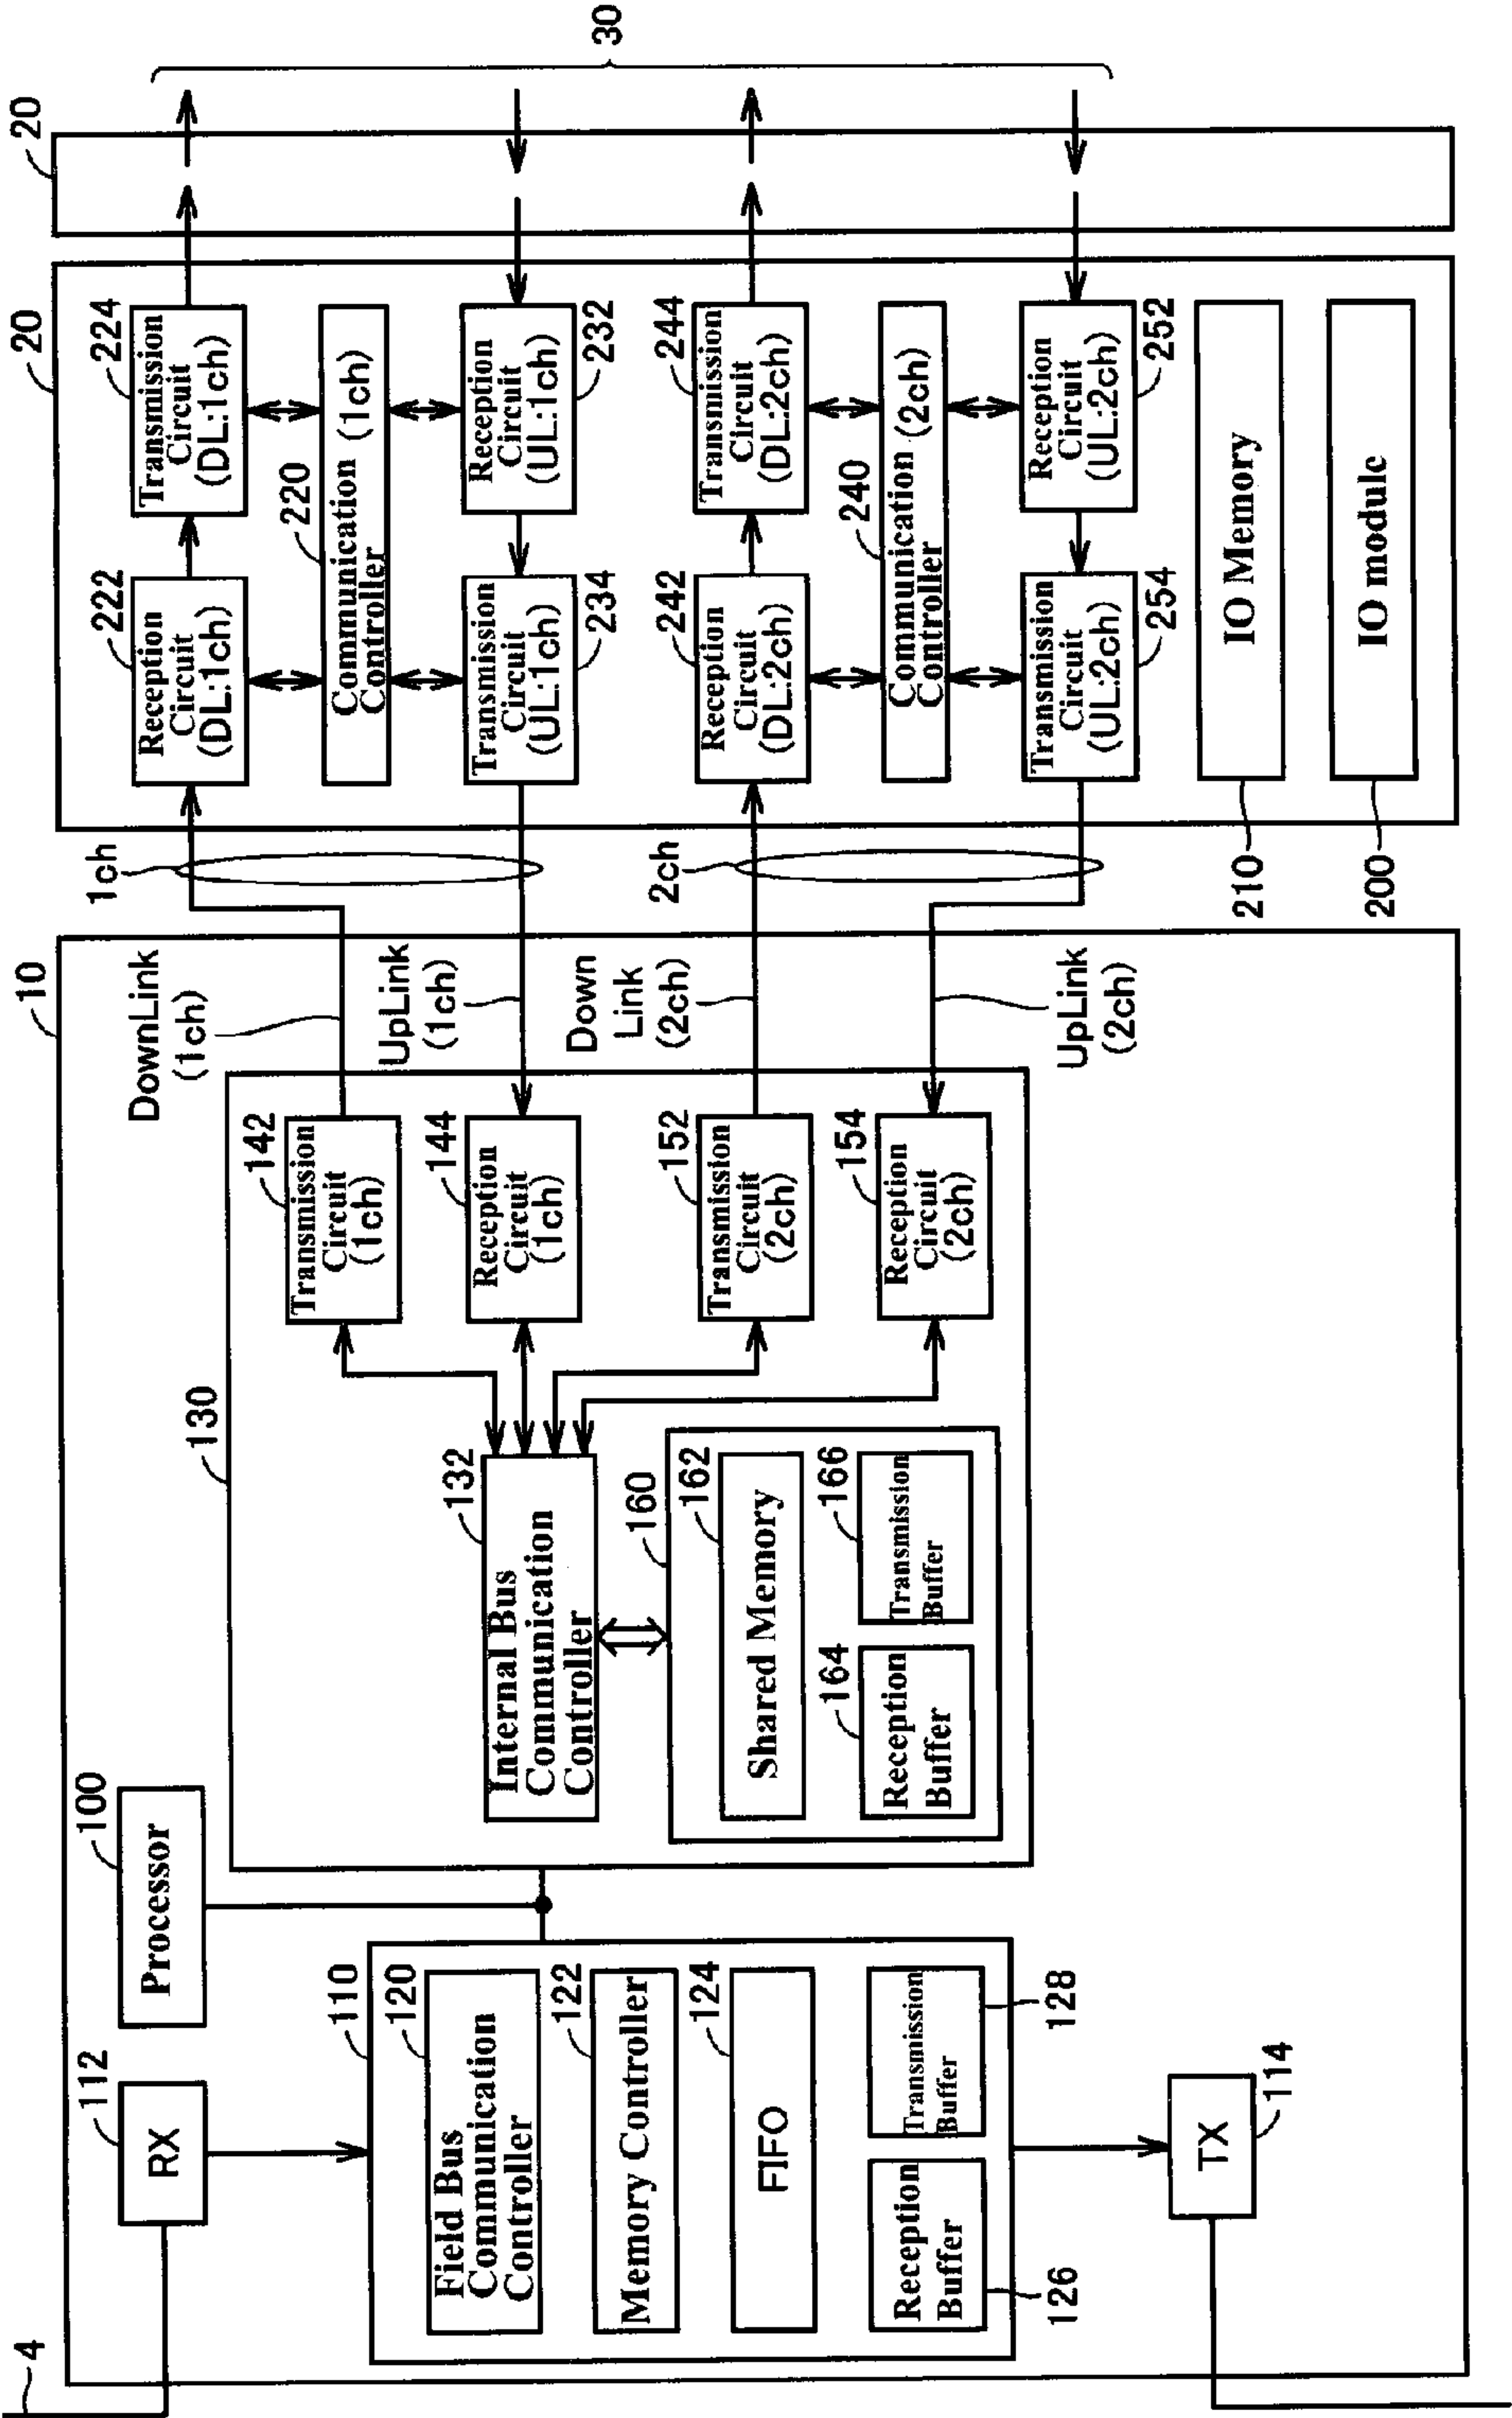 4
10
112
RX
100
Processor
110
120
Field Bus
Communication
Controller
122
Memory Controller
124
FIFO
126
Reception
Buffer
128
Transmission
Buffer
TX
114
130
132
Internal Bus
Communication
Controller
160
162
Shared Memory
164
Reception
Buffer
166
Transmission
Buffer
142
Transmission
Circuit
(1ch)
144
Reception
Circuit
(1ch)
152
Transmission
Circuit
(2ch)
154
Reception
Circuit
(2ch)
DownLink
(1ch)
UpLink
(1ch)
Down
Link
(2ch)
UpLink
(2ch)
1ch
2ch
20
222
Reception
Circuit
(DL:1ch)
224
Transmission
Circuit
(DL:1ch)
220
Communication (1ch)
Controller
234
Transmission
Circuit
(UL:1ch)
232
Reception
Circuit
(UL:1ch)
242
Reception
Circuit
(DL:2ch)
244
Transmission
Circuit
(DL:2ch)
240
Communication (2ch)
Controller
254
Transmission
Circuit
(UL:2ch)
252
Reception
Circuit
(UL:2ch)
210
IO Memory
200
IO module
20
30